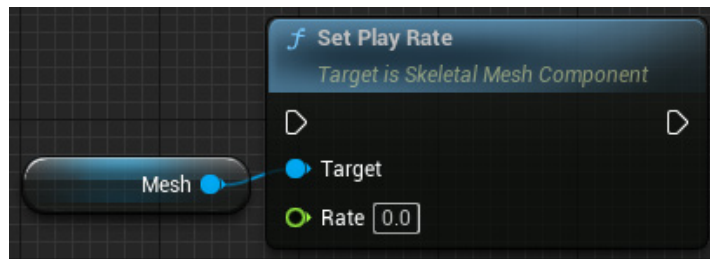 f Set Play Rate
Target is Skeletal Mesh Component
Target
Mesh
Rate 0.0